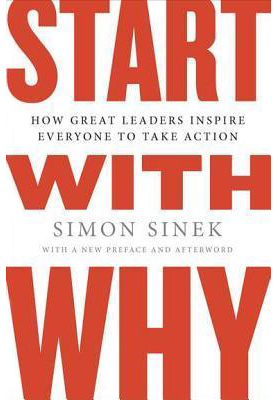 START
HOW GREAT LEADERS INSPIRE
EVERYONE TO TAKE ACTION
WITH
SIMON SINEK
WITH A NEW PREFACE AND AFTERWORD
WHY